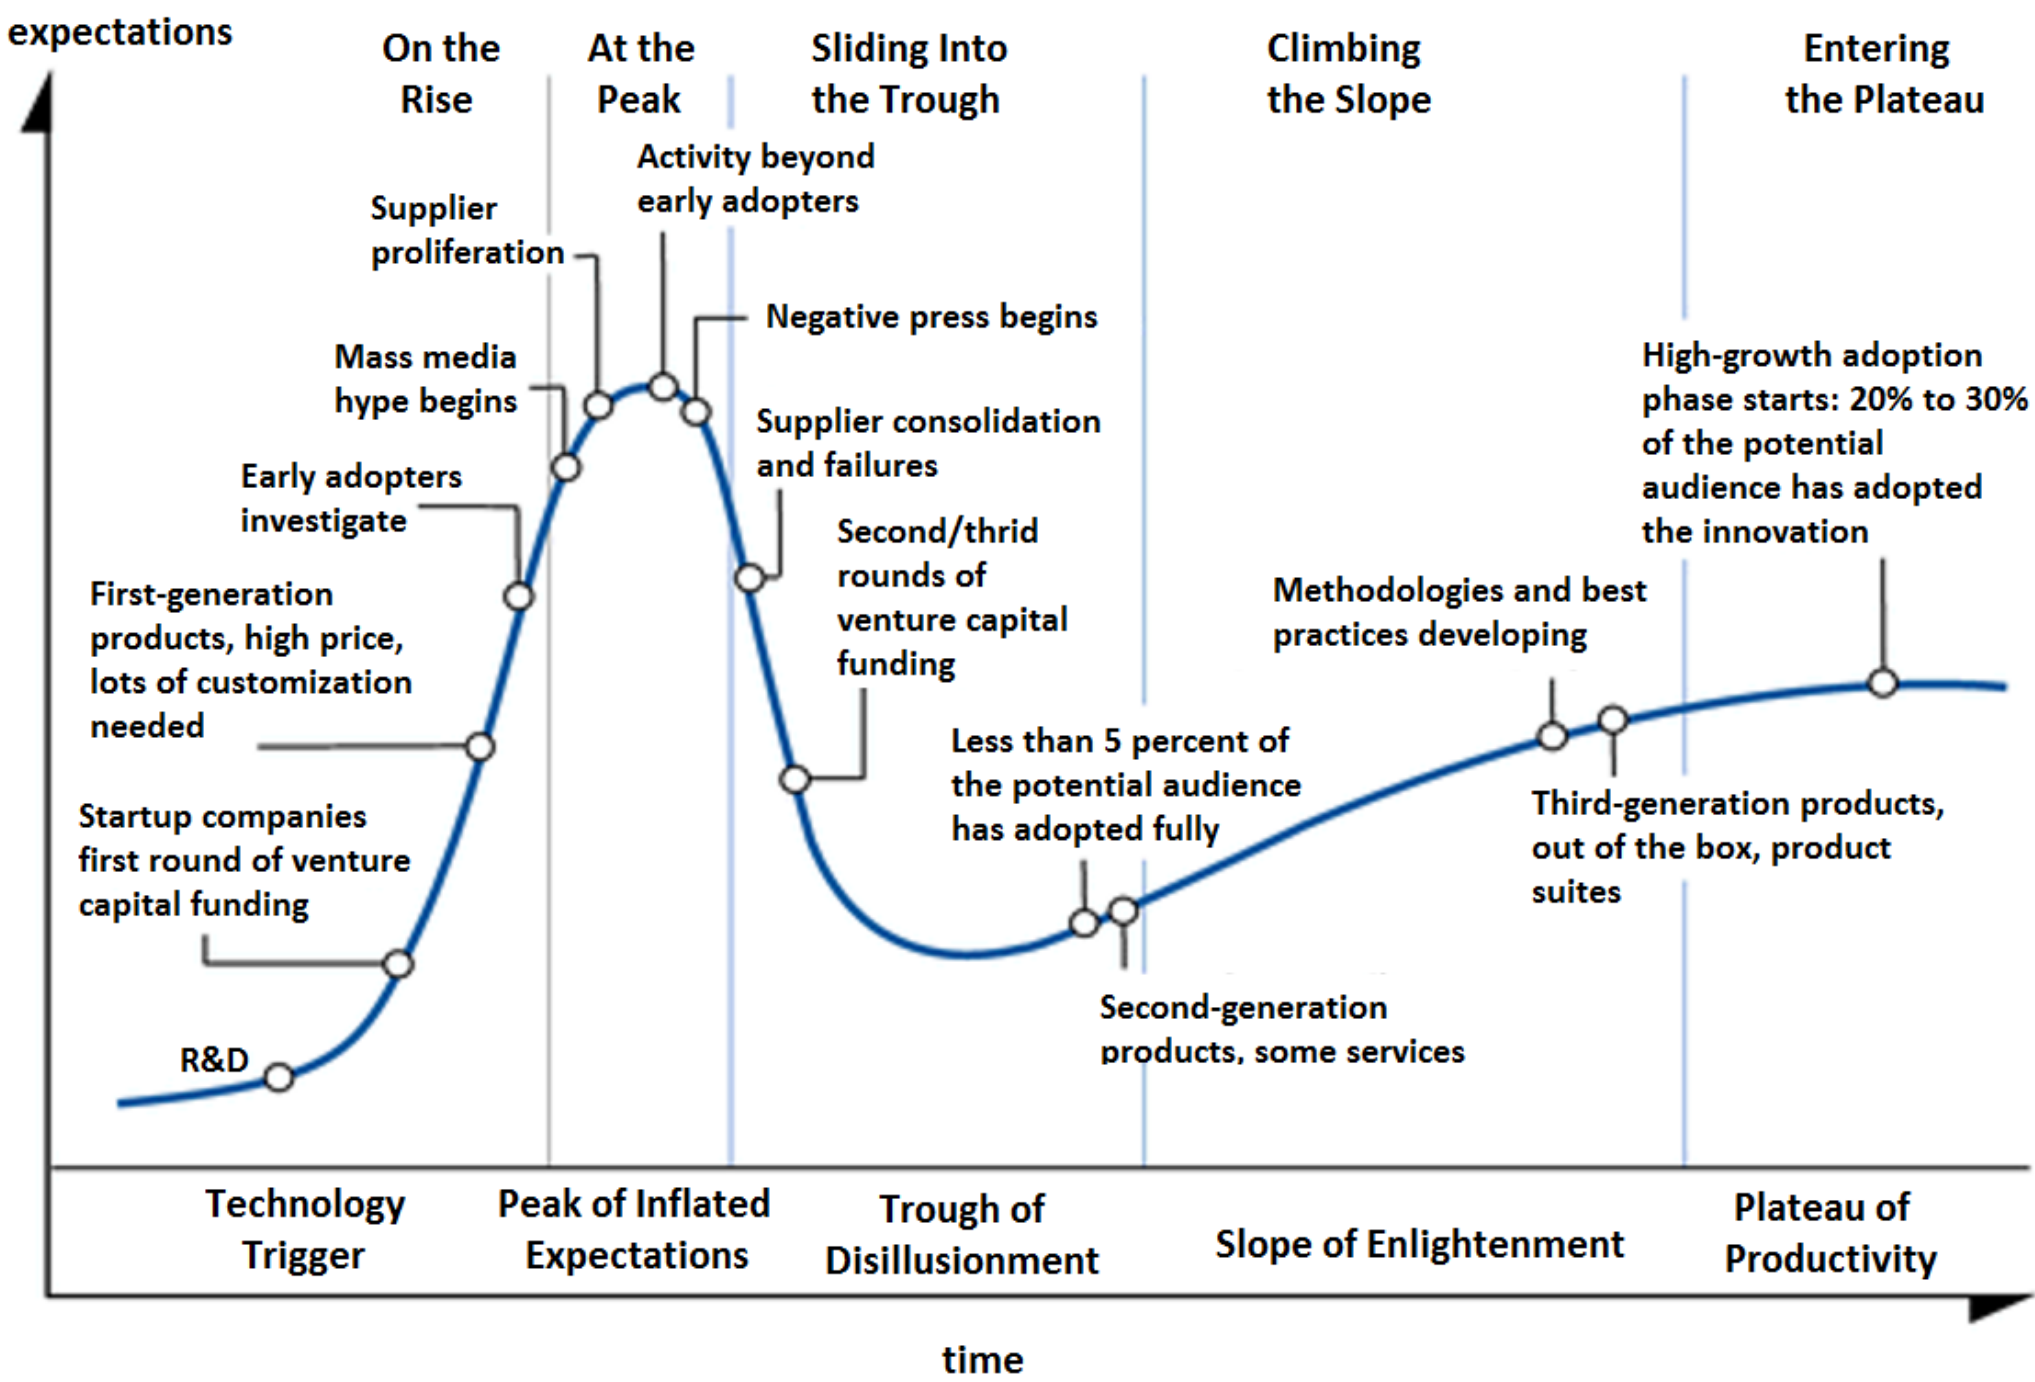 expectations
On the
Rise
At the
Peak
Sliding Into
the Trough
Climbing
the Slope
Entering
the Plateau
Activity beyond
early adopters
Supplier
proliferation
Negative press begins
Mass media
hype begins
Supplier consolidation
and failures
High-growth adoption
phase starts: 20% to 30%
of the potential
audience has adopted
the innovation
Early adopters
investigate
Second/thrid
rounds of
venture capital
funding
First-generation
products, high price,
lots of customization
needed
Methodologies and best
practices developing
Less than 5 percent of
the potential audience
has adopted fully
Startup companies
first round of venture
capital funding
Third-generation products,
out of the box, product
suites
Second-generation
products, some services
R&D
Technology
Trigger
Peak of Inflated
Expectations
Trough of
Disillusionment
Slope of Enlightenment
Plateau of
Productivity
time